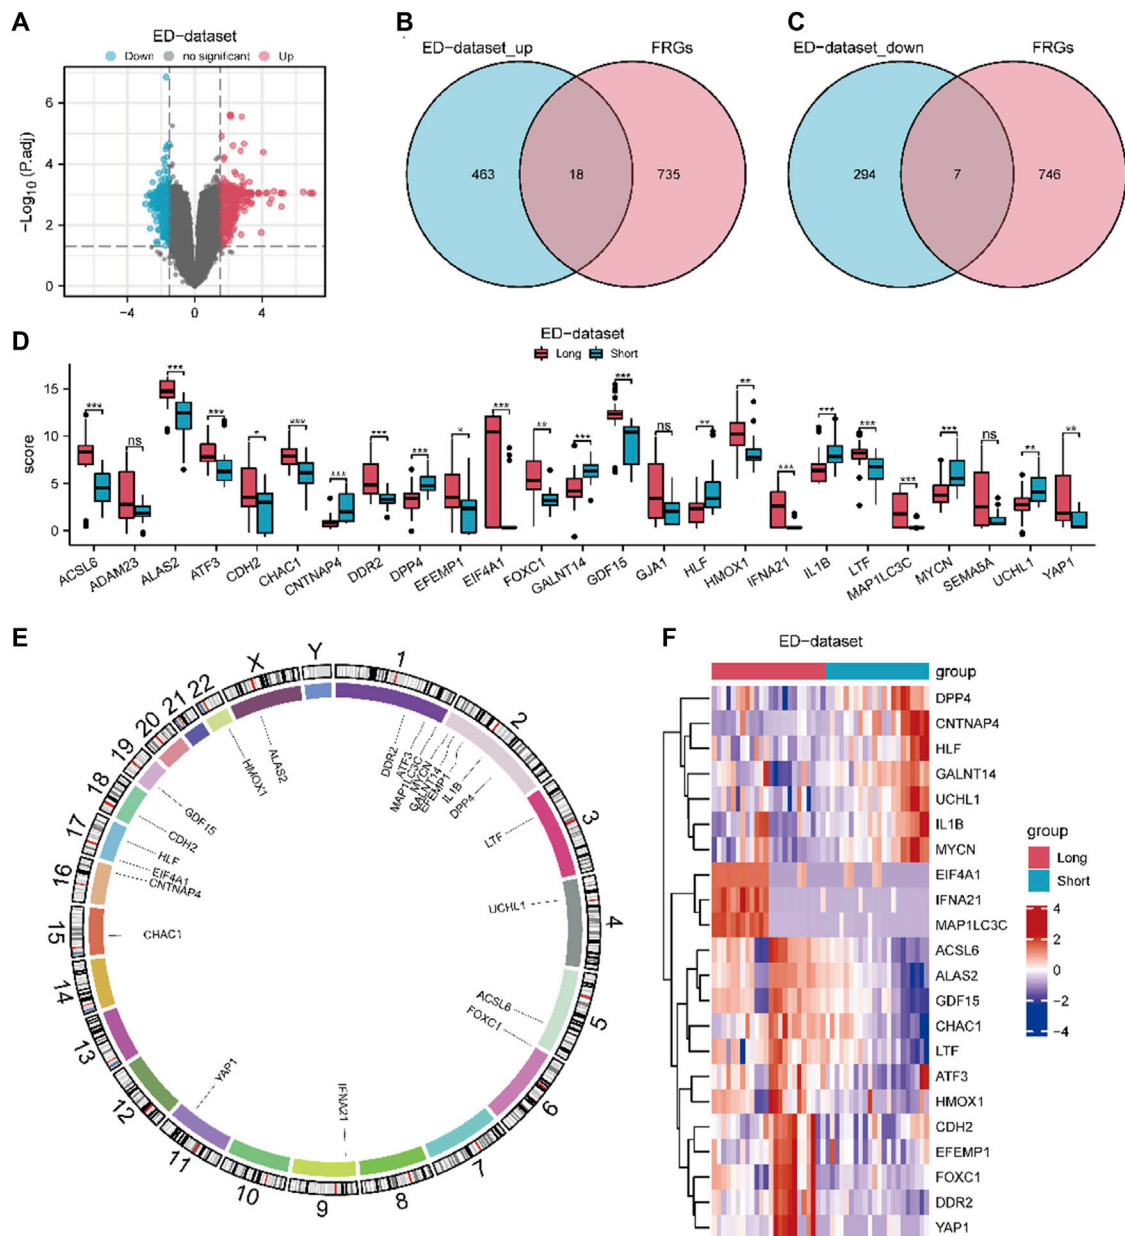 A
ED-dataset
Down no significant Up
−Log10 (P.adj)
6
4
2
0
−4 0 4
B
ED-dataset_up FRGs
463 18 735
C
ED-dataset_down FRGs
294 7 746
D
ED-dataset
Long Short
score
15
10
5
0
*** ns *** *** * *** *** *** *** * *** ** *** *** ns ** ** *** *** *** *** *** ns ** **
ACSL6 ADAM23 ALAS2 ATF3 CDH2 CHAC1 CNTNAP4 DDR2 DPP4 EFEMP1 EIF4A1 FOXC1 GALNT14 GDF15 GJA1 HLF HMOX1 IFNA21 IL1B LTF MAP1LC3C MYCN SEMA5A UCHL1 YAP1
E
1
2
3
4
5
6
7
8
9
10
11
12
13
14
15
16
17
18
19
20
21
22
X
Y
DDR2
ATF3
MAP1LC3C
MYCN
GALNT14
EFEMP1
IL1B
DPP4
LTF
UCHL1
ACSL6
FOXC1
IFNA21
YAP1
CHAC1
CNTNAP4
EIF4A1
HLF
CDH2
GDF15
HMOX1
ALAS2
F
ED-dataset
group
DPP4
CNTNAP4
HLF
GALNT14
UCHL1
IL1B
MYCN
EIF4A1
IFNA21
MAP1LC3C
ACSL6
ALAS2
GDF15
CHAC1
LTF
ATF3
HMOX1
CDH2
EFEMP1
FOXC1
DDR2
YAP1
group
Long
Short
4
2
0
−2
−4